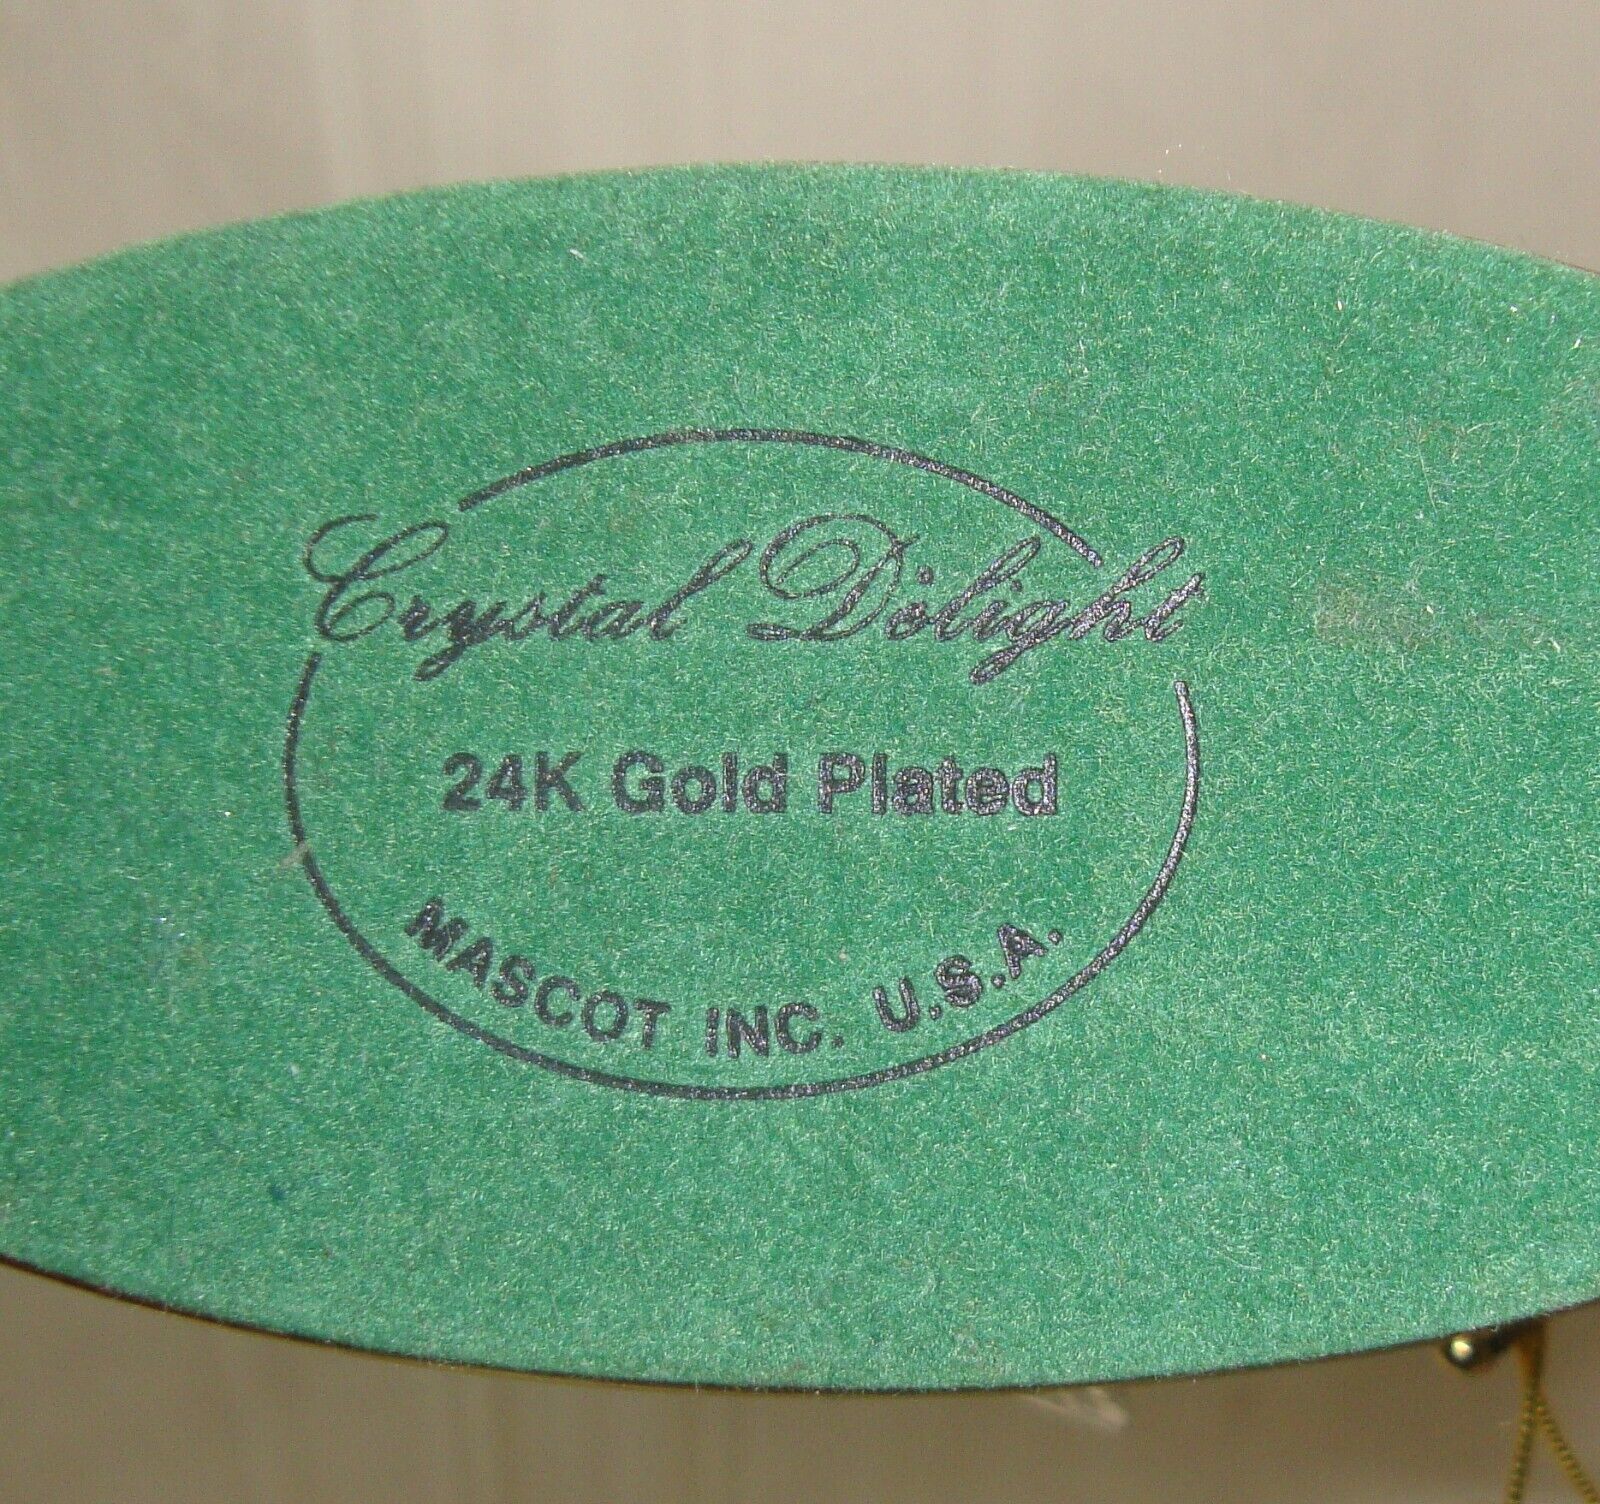 Crystal Delight
24K Gold Plated
MASCOT INC. U.S.A.